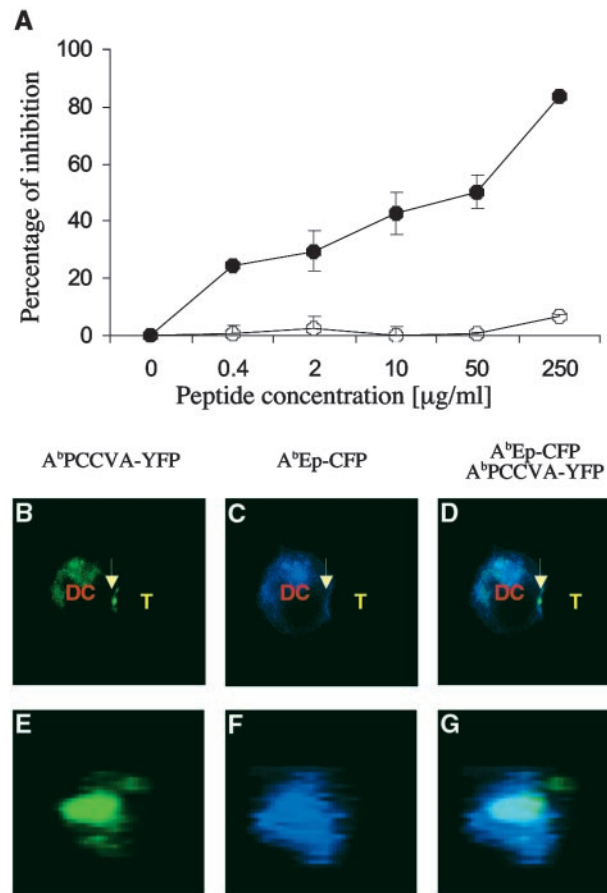 A
Percentage of inhibition
100
80
60
40
20
0
0 0.4 2 10 50 250
Peptide concentration [µg/ml]
AᵇPCCVA-YFP
AᵇEp-CFP
AᵇEp-CFP
AᵇPCCVA-YFP
B
DC
T
C
DC
T
D
DC
T
E
F
G